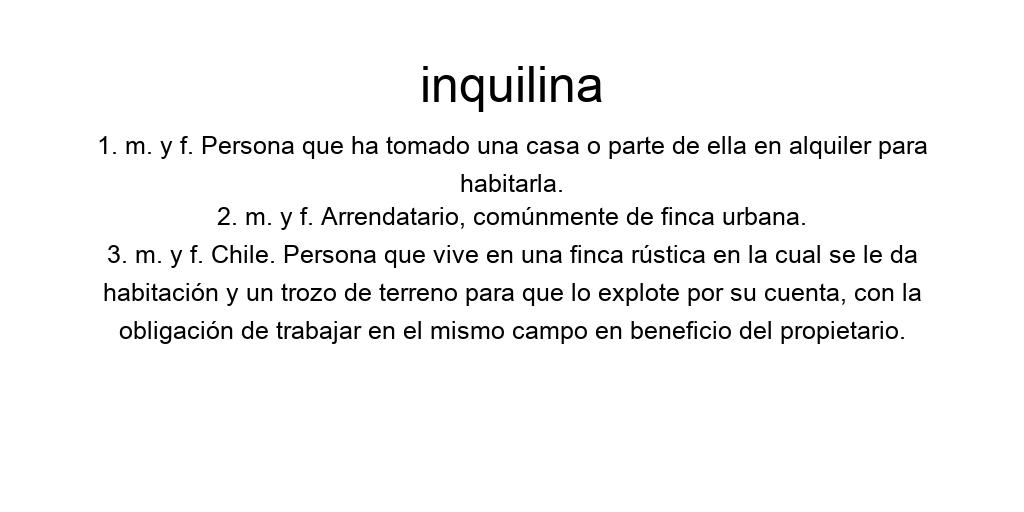 inquilina
1. m. y f. Persona que ha tomado una casa o parte de ella en alquiler para
habitarla.
2. m. y f. Arrendatario, comúnmente de finca urbana.
3. m. y f. Chile. Persona que vive en una finca rústica en la cual se le da
habitación y un trozo de terreno para que lo explote por su cuenta, con la
obligación de trabajar en el mismo campo en beneficio del propietario.